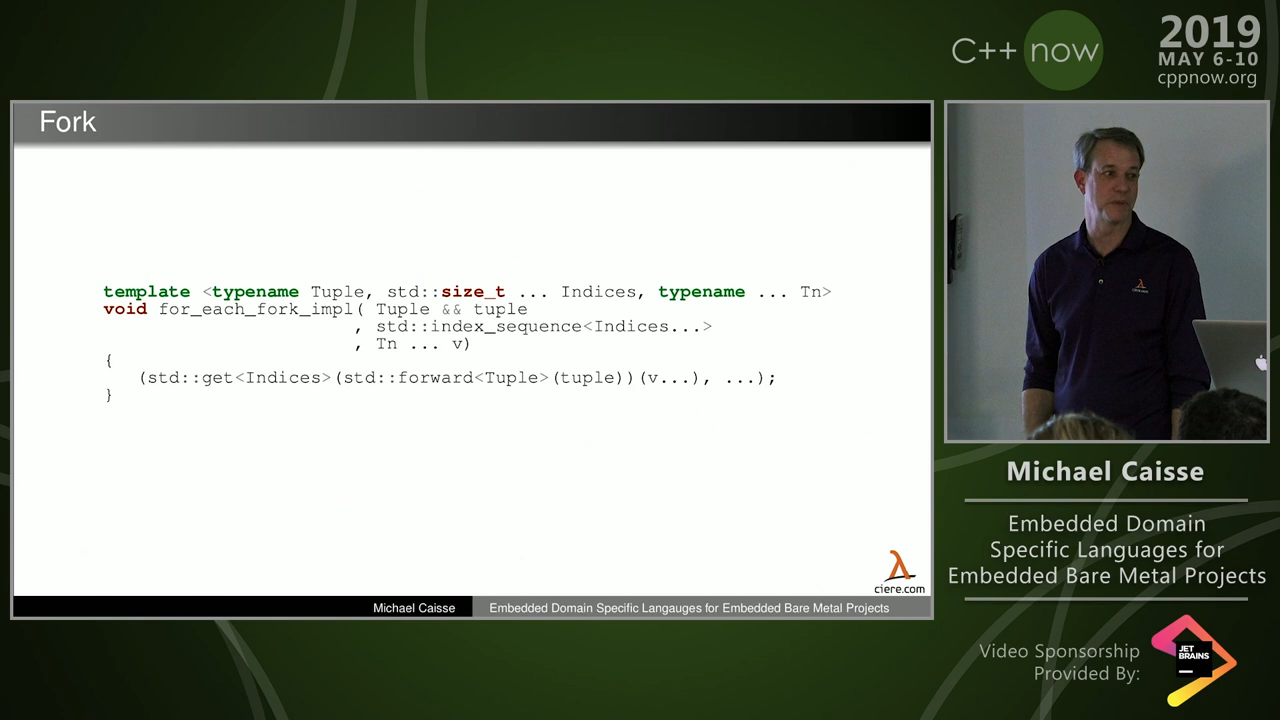 C++ now
2019
MAY 6-10
cppnow.org
Fork
template <typename Tuple, std::size_t ... Indices, typename ... Tn>
void for_each_fork_impl( Tuple && tuple
, std::index_sequence<Indices...>
, Tn ... v)
{
(std::get<Indices>(std::forward<Tuple>(tuple))(v...), ...);
}
λ
ciere.com
Michael Caisse
Embedded Domain Specific Langauges for Embedded Bare Metal Projects
Michael Caisse
Embedded Domain
Specific Languages for
Embedded Bare Metal Projects
Video Sponsorship
Provided By:
JET
BRAINS